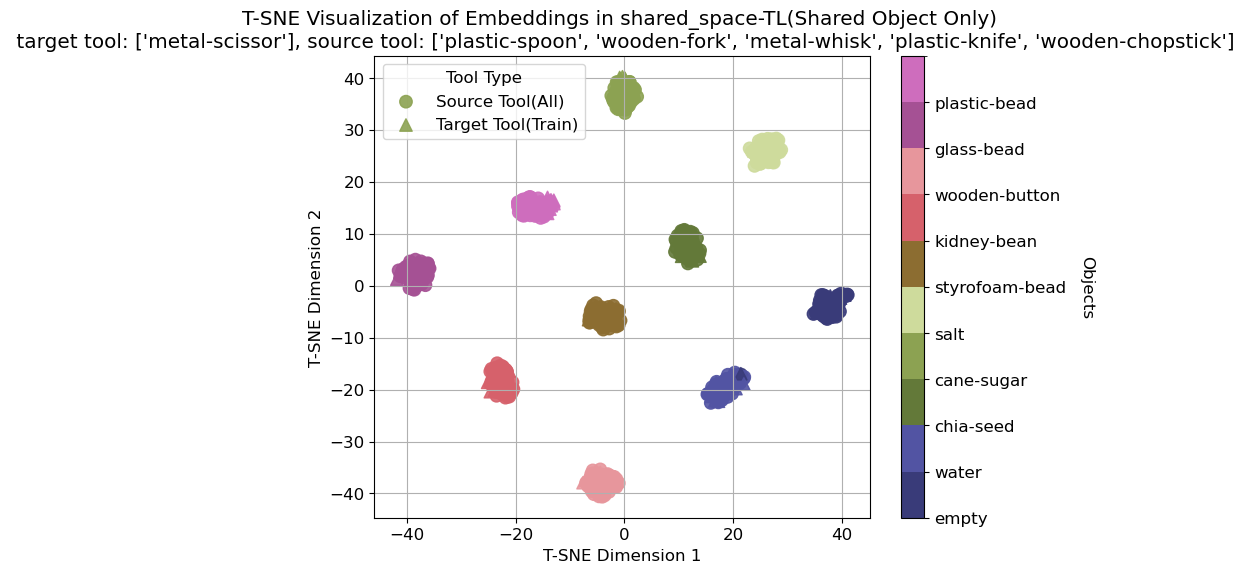 T-SNE Visualization of Embeddings in shared_space-TL(Shared Object Only)
target tool: ['metal-scissor'], source tool: ['plastic-spoon', 'wooden-fork', 'metal-whisk', 'plastic-knife', 'wooden-chopstick']
Tool Type
Source Tool(All)
Target Tool(Train)
T-SNE Dimension 2
40
30
20
10
0
−10
−20
−30
−40
−40
−20
0
20
40
T-SNE Dimension 1
plastic-bead
glass-bead
wooden-button
kidney-bean
styrofoam-bead
salt
cane-sugar
chia-seed
water
empty
Objects